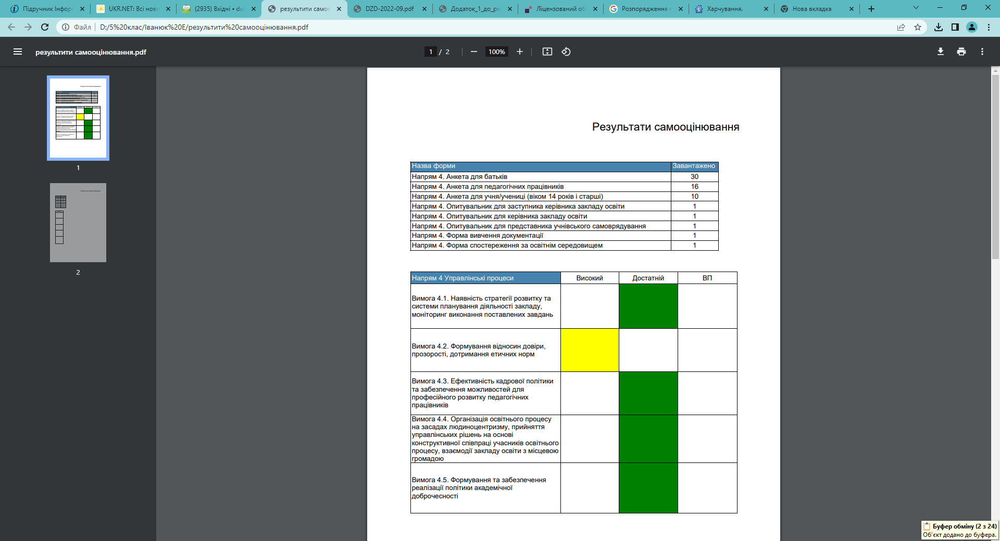 Підручник Інфор
UKR.NET: Всі нови
(2935) Вхідні • du
результити самос
DZD-2022-09.pdf
Додаток_1_до_ро
Ліцензований об
Розпорядження г
Харчування.
Нова вкладка
Файл
D:/5%20клас/Іванюк%20Е/результити%20самооцінювання.pdf
результити самооцінювання.pdf
1 / 2
100%
1
2
Результати самооцінювання
Назва форми Завантажено
Напрям 4. Анкета для батьків 30
Напрям 4. Анкета для педагогічних працівників 16
Напрям 4. Анкета для учня/учениці (віком 14 років і старші) 10
Напрям 4. Опитувальник для заступника керівника закладу освіти 1
Напрям 4. Опитувальник для керівника закладу освіти 1
Напрям 4. Опитувальник для представника учнівського самоврядування 1
Напрям 4. Форма вивчення документації 1
Напрям 4. Форма спостереження за освітнім середовищем 1
Напрям 4 Управлінські процеси Високий Достатній ВП
Вимога 4.1. Наявність стратегії розвитку та
системи планування діяльності закладу,
моніторинг виконання поставлених завдань
Вимога 4.2. Формування відносин довіри,
прозорості, дотримання етичних норм
Вимога 4.3. Ефективність кадрової політики
та забезпечення можливостей для
професійного розвитку педагогічних
працівників
Вимога 4.4. Організація освітнього процесу
на засадах людиноцентризму, прийняття
управлінських рішень на основі
конструктивної співпраці учасників освітнього
процесу, взаємодії закладу освіти з місцевою
громадою
Вимога 4.5. Формування та забезпечення
реалізації політики академічної
доброчесності
Буфер обміну (2 з 24)
Об'єкт додано до буфера.